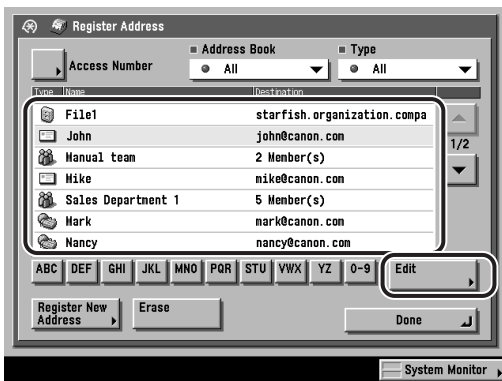 Register Address
Access Number
Address Book
All
Type
All
Type Name Destination
File1 starfish.organization.compa
John john@canon.com
Manual team 2 Member(s)
Mike mike@canon.com
Sales Department 1 5 Member(s)
Mark mark@canon.com
Nancy nancy@canon.com
1/2
ABC DEF GHI JKL MNO PQR STU VWX YZ 0-9 Edit
Register New
Address
Erase
Done
System Monitor